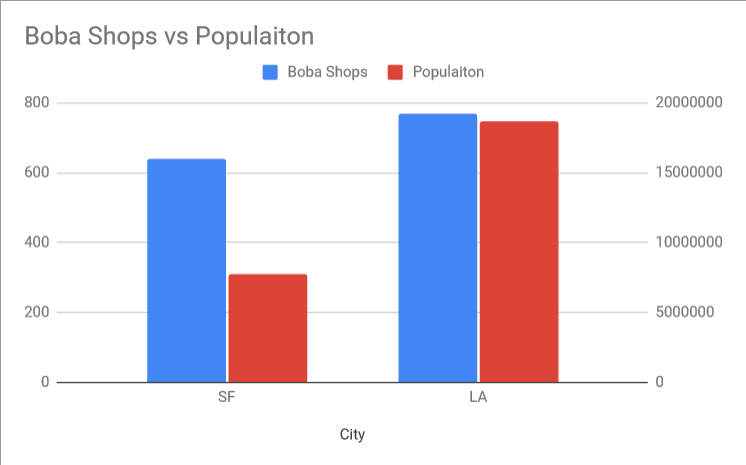 Boba Shops vs Populaiton
Boba Shops Populaiton
800 20000000
600 15000000
400 10000000
200 5000000
0 0
SF LA
City